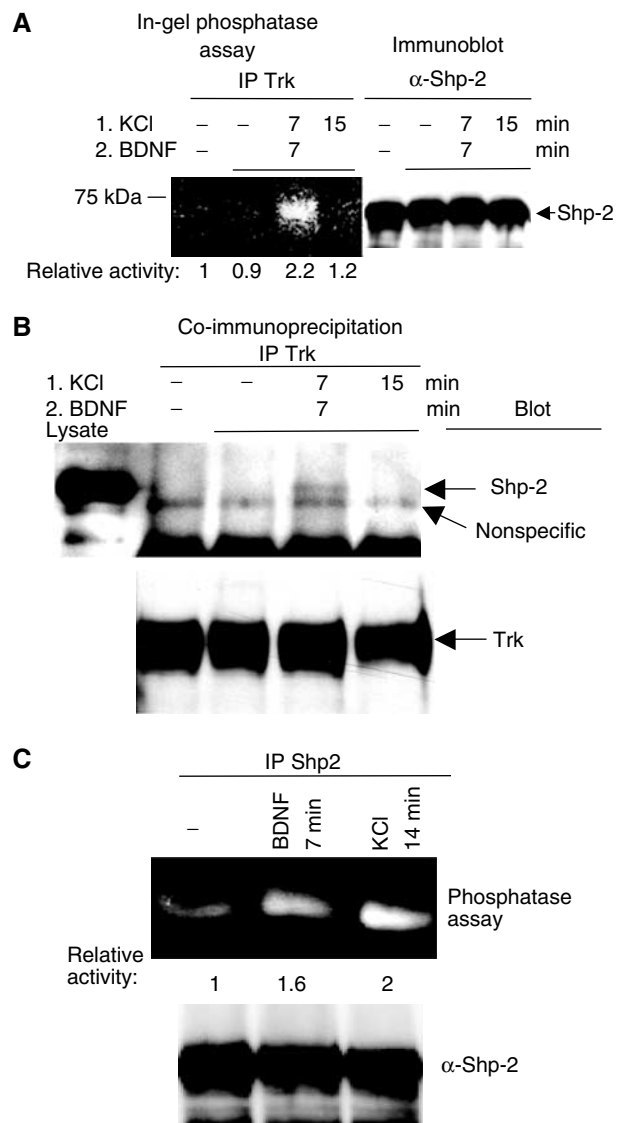 A
In-gel phosphatase
assay
IP Trk
Immunoblot
α-Shp-2
1. KCl – – 7 15 – – 7 15 min
2. BDNF – 7 – 7 min
75 kDa
Shp-2
Relative activity: 1 0.9 2.2 1.2
B
Co-immunoprecipitation
IP Trk
1. KCl – – 7 15 min
2. BDNF – 7 min Blot
Lysate
Shp-2
Nonspecific
Trk
C
IP Shp2
– BDNF 7 min KCl 14 min
Phosphatase
assay
Relative
activity: 1 1.6 2
α-Shp-2